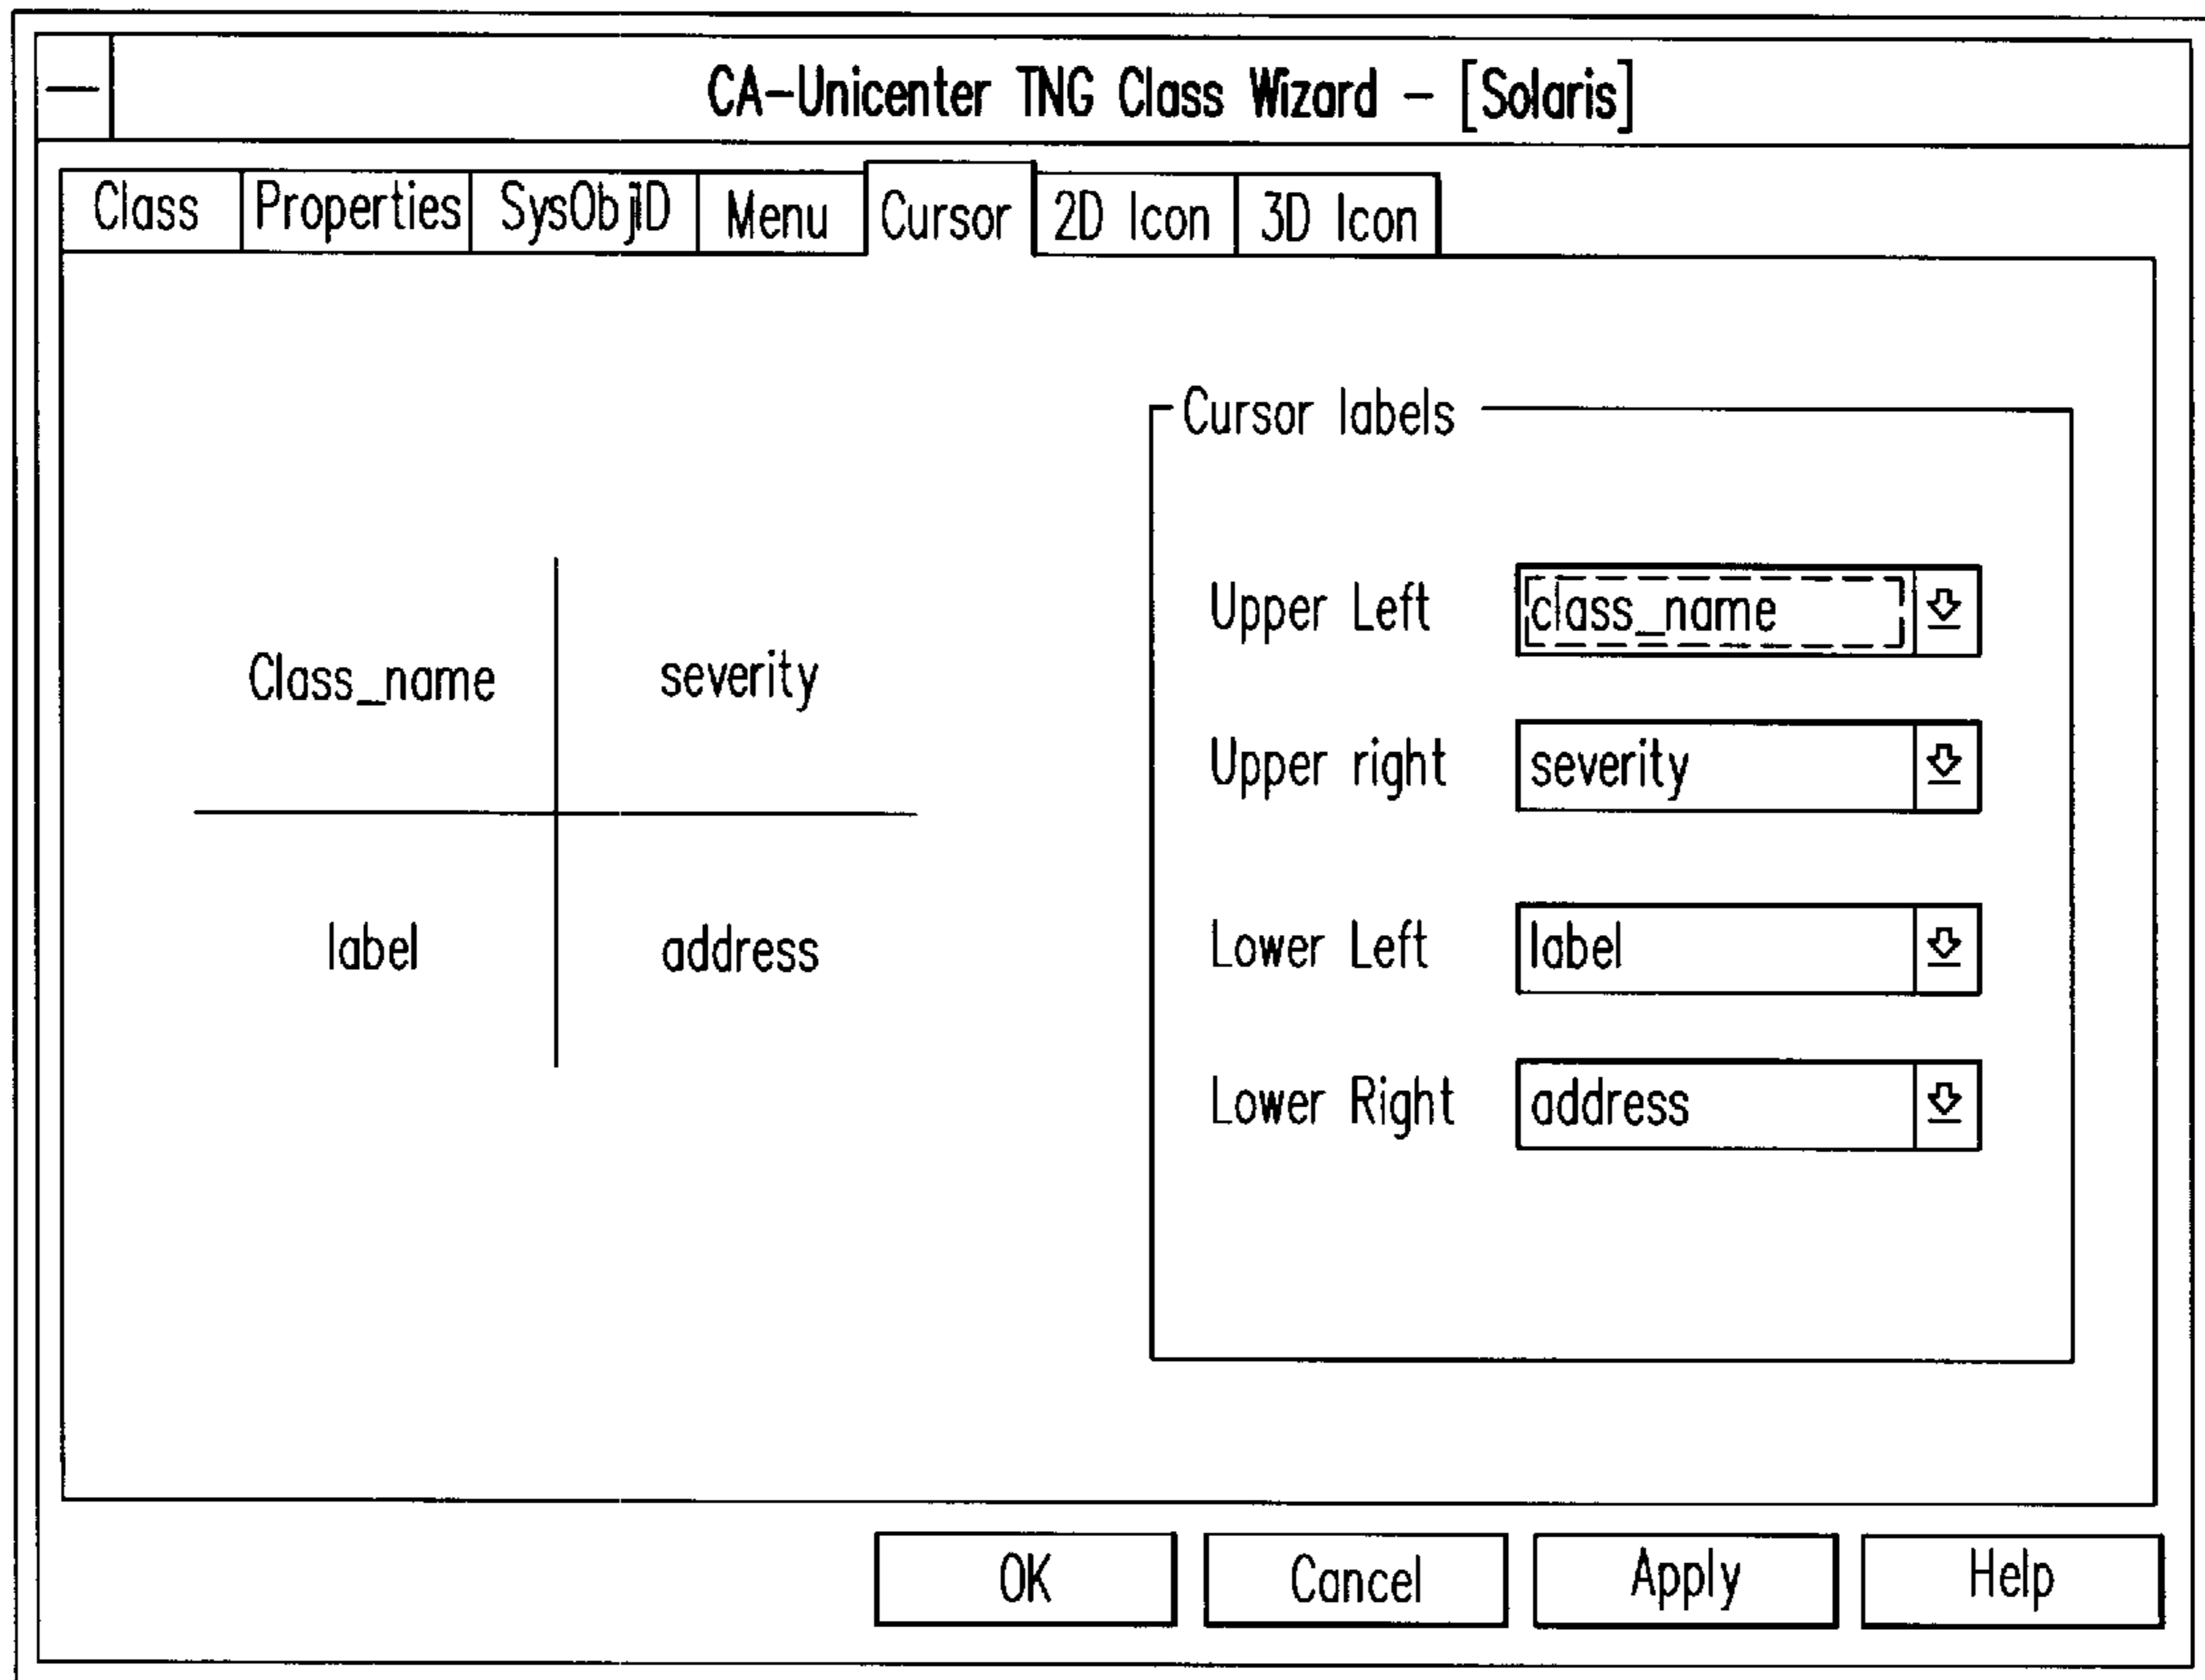 CA-Unicenter TNG Class Wizard - [Solaris]
Class Properties SysObjID Menu Cursor 2D Icon 3D Icon
Cursor labels
Class_name severity
label address
Upper Left class_name
Upper right severity
Lower Left label
Lower Right address
OK Cancel Apply Help